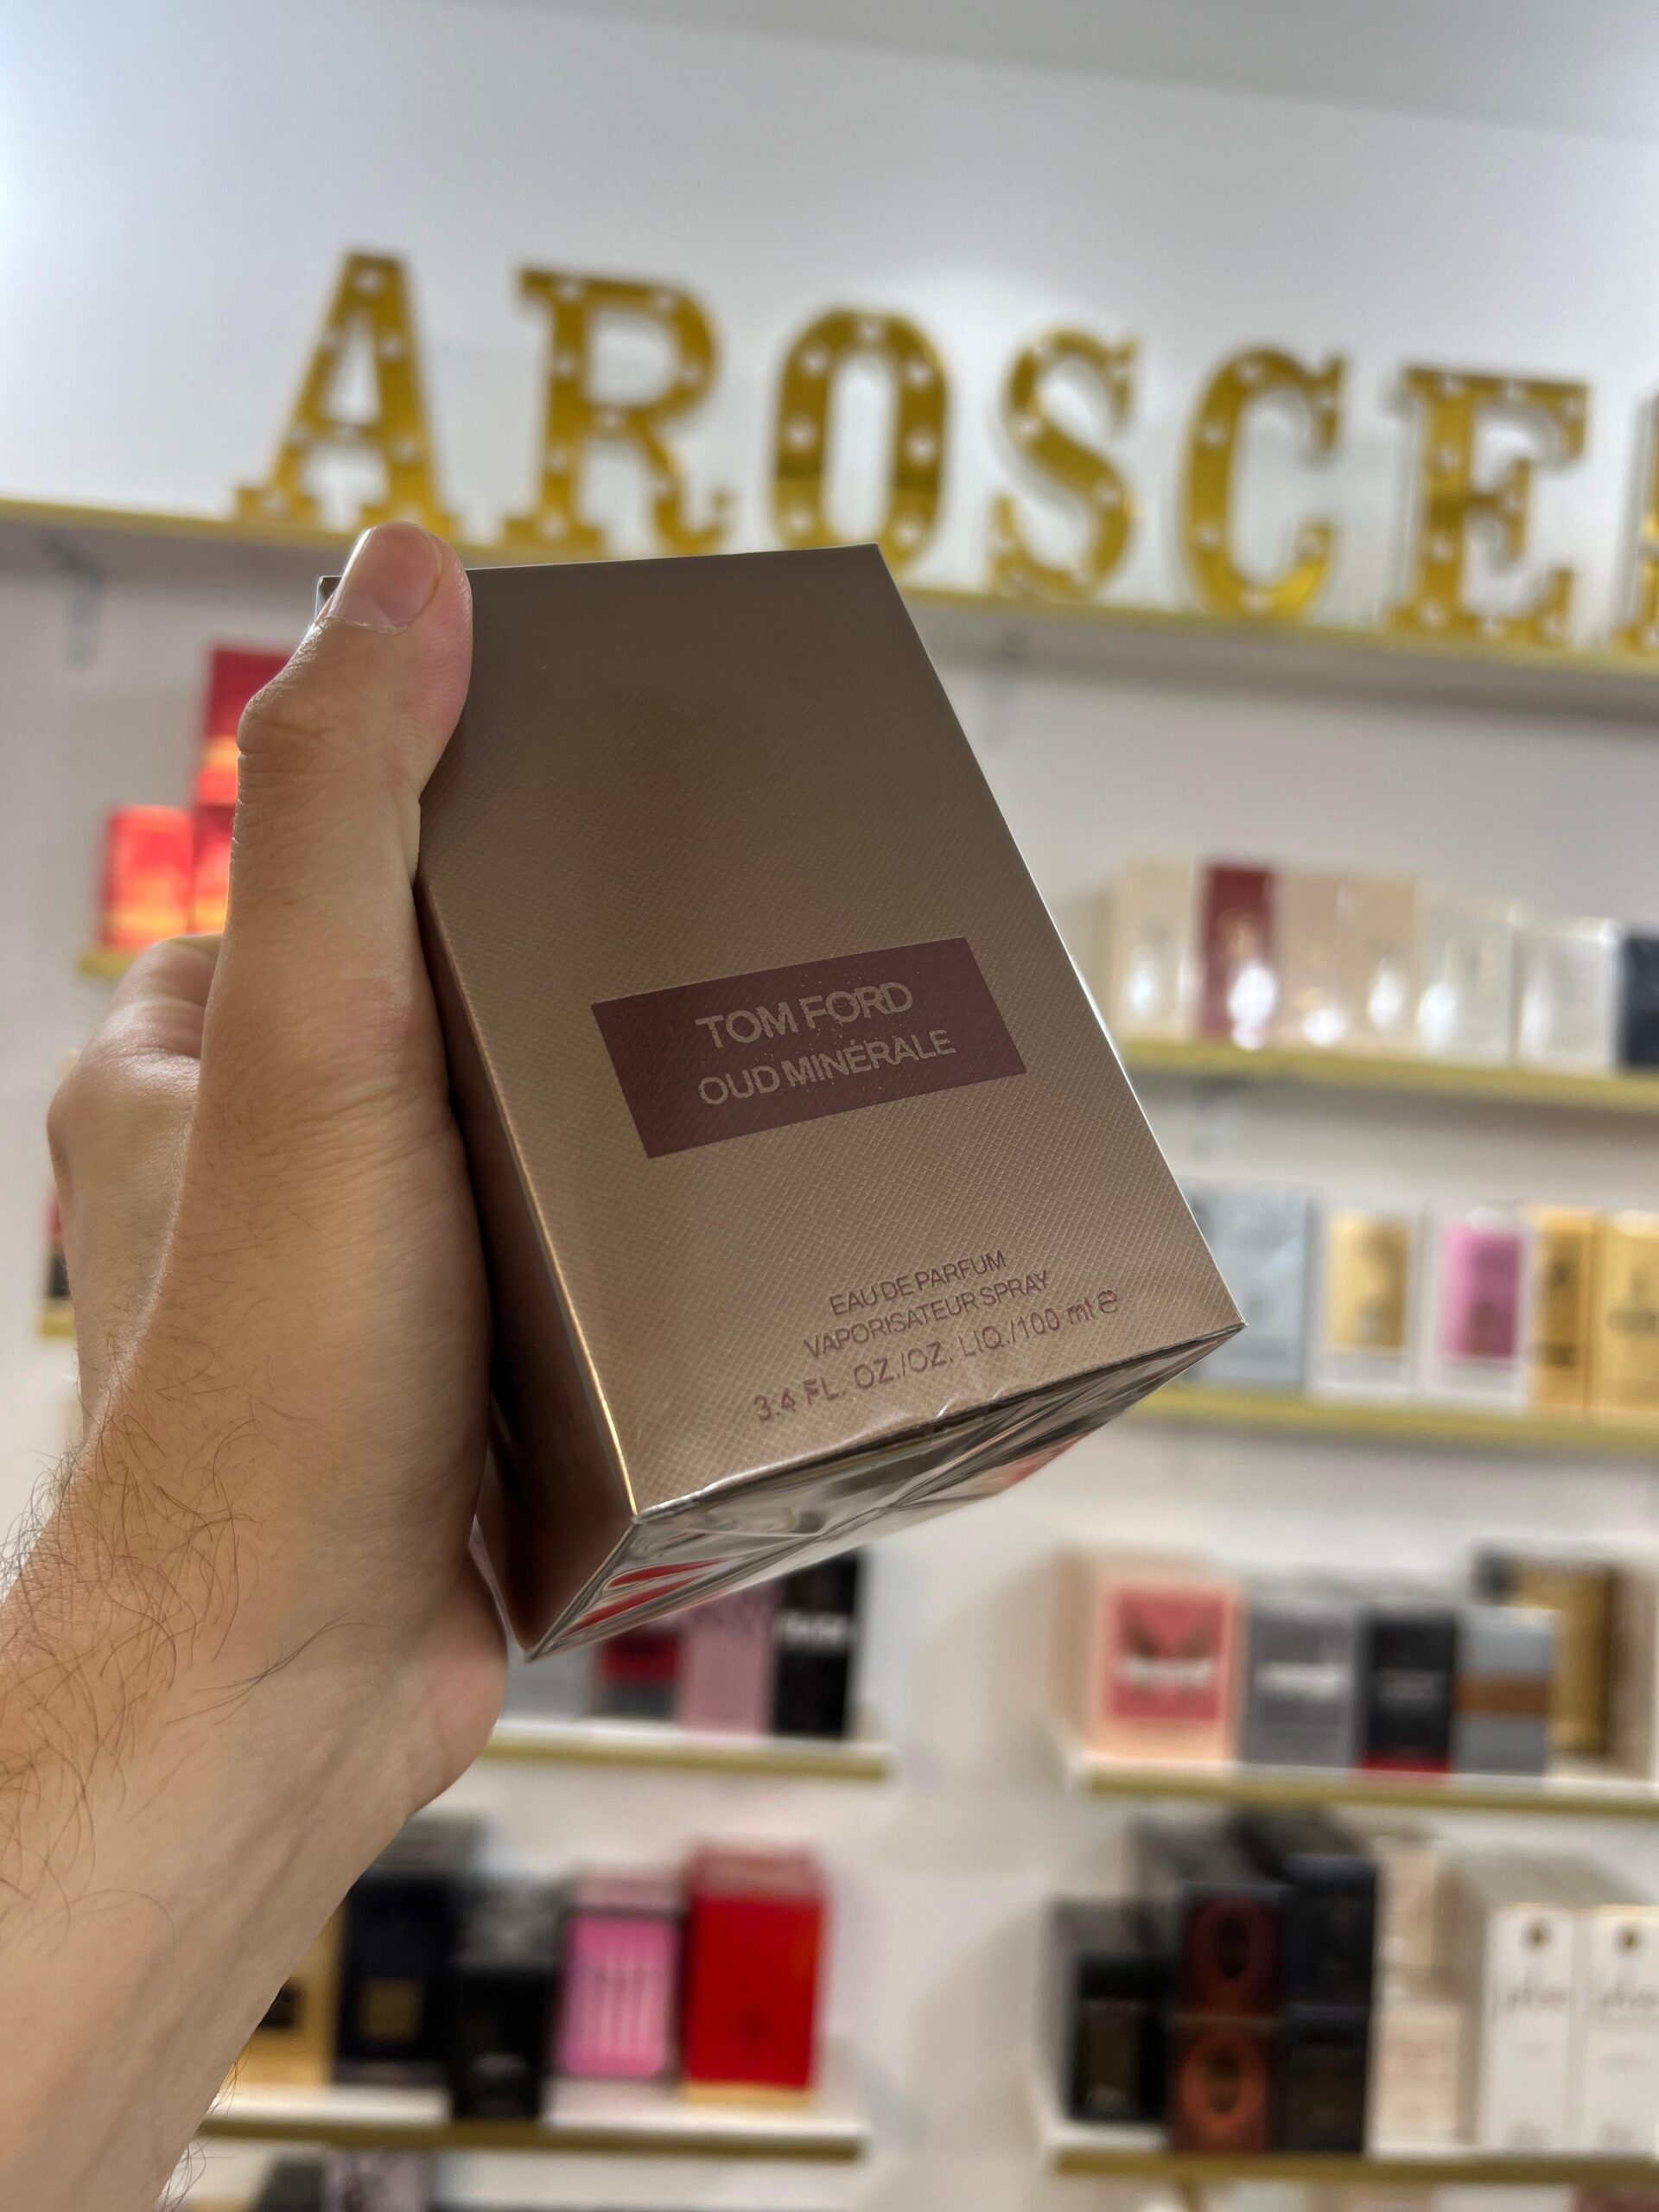 AROSCE
TOM FORD
OUD MINÉRALE
EAU DE PARFUM
VAPORISATEUR SPRAY
3.4 FL. OZ./OZ. LIQ./100 ml ℮